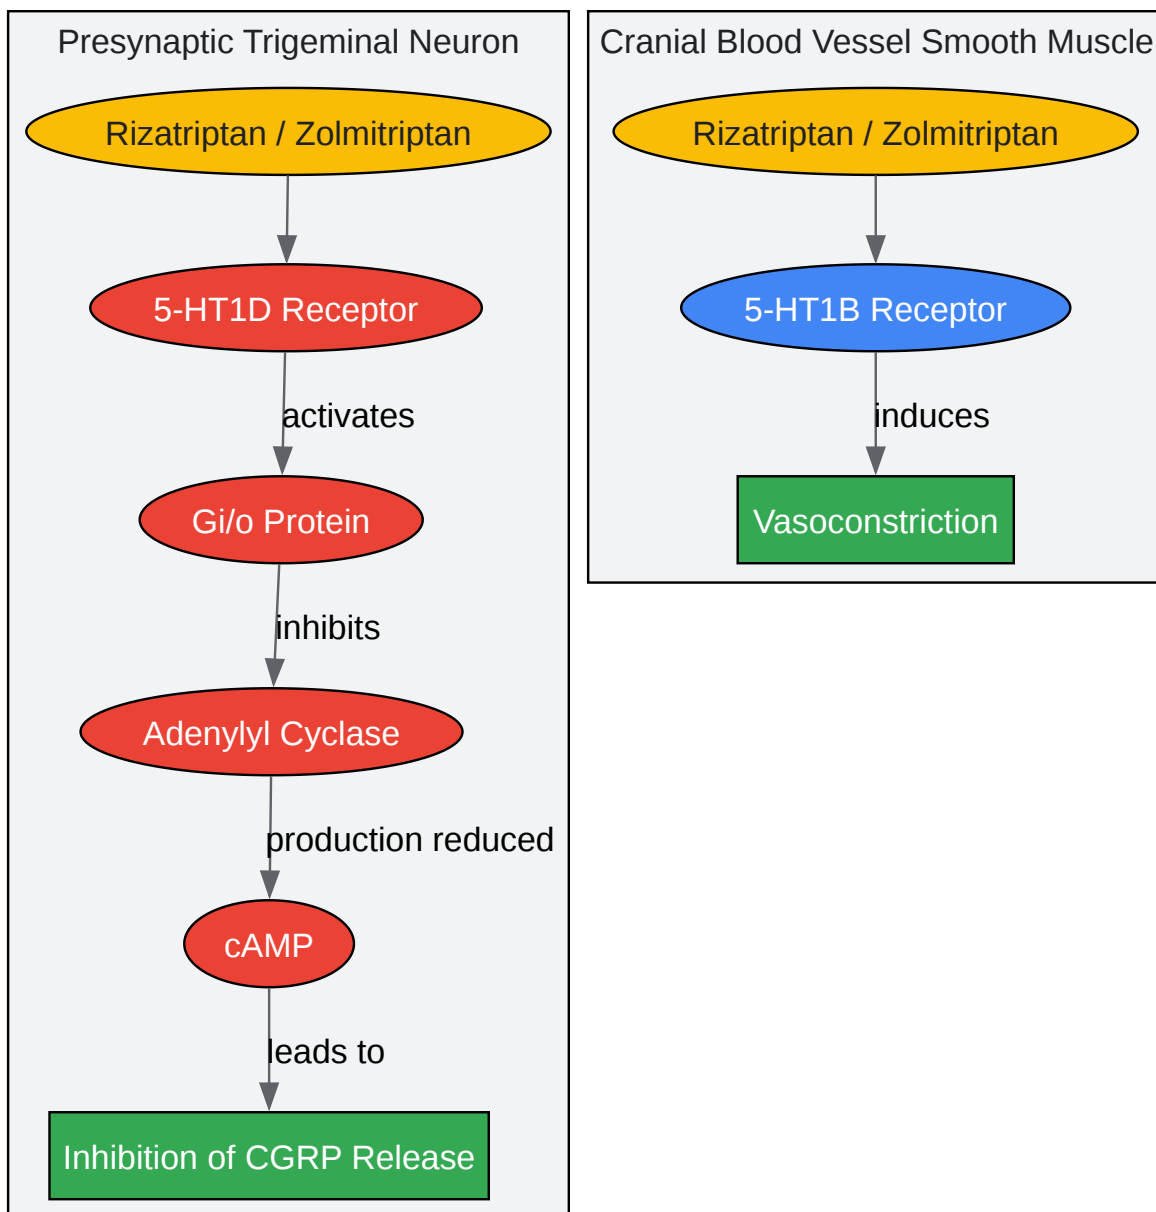 Presynaptic Trigeminal Neuron
Rizatriptan / Zolmitriptan
5-HT1D Receptor
activates
Gi/o Protein
inhibits
Adenylyl Cyclase
production reduced
cAMP
leads to
Inhibition of CGRP Release
Cranial Blood Vessel Smooth Muscle
Rizatriptan / Zolmitriptan
5-HT1B Receptor
induces
Vasoconstriction